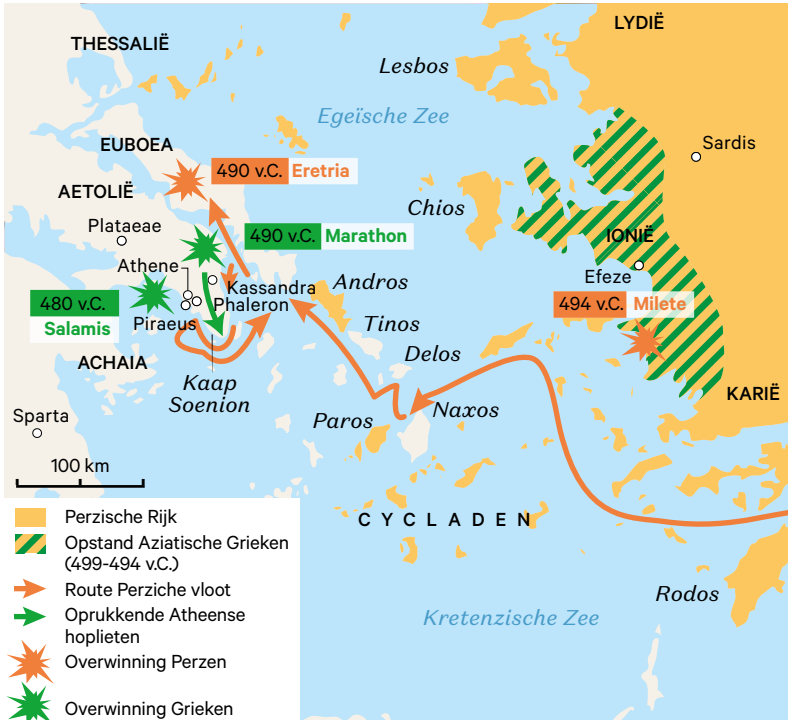 LYDIË
THESSALIË
Lesbos
Egeïsche Zee
Sardis
EUBOEA
490 v.C. Eretria
AETOLIË
Chios
Plataeae
490 v.C. Marathon
IONIË
Athene
Efeze
Kassandra
Andros
480 v.C.
Salamis
Phaleron
494 v.C. Milete
Piraeus
Tinos
Delos
ACHAIA
Kaap
Soenion
KARIË
Paros
Naxos
Sparta
100 km
CYCLADEN
Perzische Rijk
Opstand Aziatische Grieken
(499-494 v.C.)
Route Perziche vloot
Oprukkende Atheense
hoplieten
Overwinning Perzen
Overwinning Grieken
Rodos
Kretenzische Zee